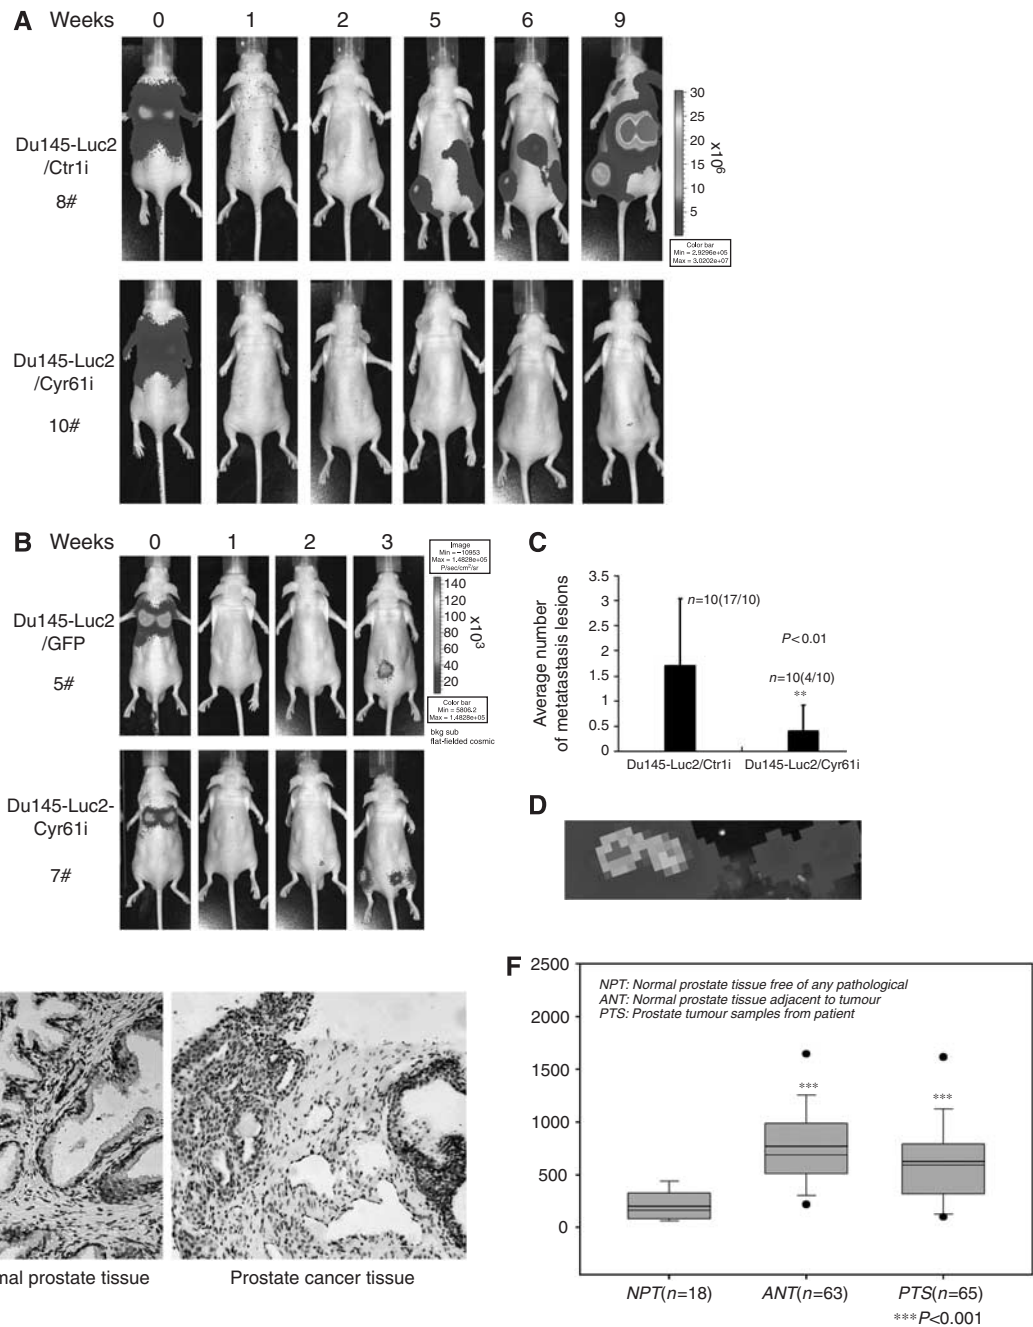 A Weeks 0 1 2 5 6 9
Du145-Luc2
/Ctr1i
8#
30
25
20
15
10
5
x10⁶
Color bar
Min = 2.9296e+05
Max = 3.0202e+07
Du145-Luc2
/Cyr61i
10#
B Weeks 0 1 2 3
Du145-Luc2
/GFP
5#
Image
Min = −10953
Max = 1.4828e+05
P/sec/cm²/sr
140
120
100
80
60
40
20
x10³
Color bar
Min = 5806.2
Max = 1.4828e+05
bkg sub
flat-fielded cosmic
Du145-Luc2-
Cyr61i
7#
C
Average number
of metatastasis lesions
3.5
3
2.5
2
1.5
1
0.5
0
n=10(17/10)
P<0.01
n=10(4/10)
**
Du145-Luc2/Ctr1i Du145-Luc2/Cyr61i
D
mal prostate tissue
Prostate cancer tissue
F
2500
2000
1500
1000
500
0
NPT: Normal prostate tissue free of any pathological
ANT: Normal prostate tissue adjacent to tumour
PTS: Prostate tumour samples from patient
***
***
NPT(n=18) ANT(n=63) PTS(n=65)
***P<0.001